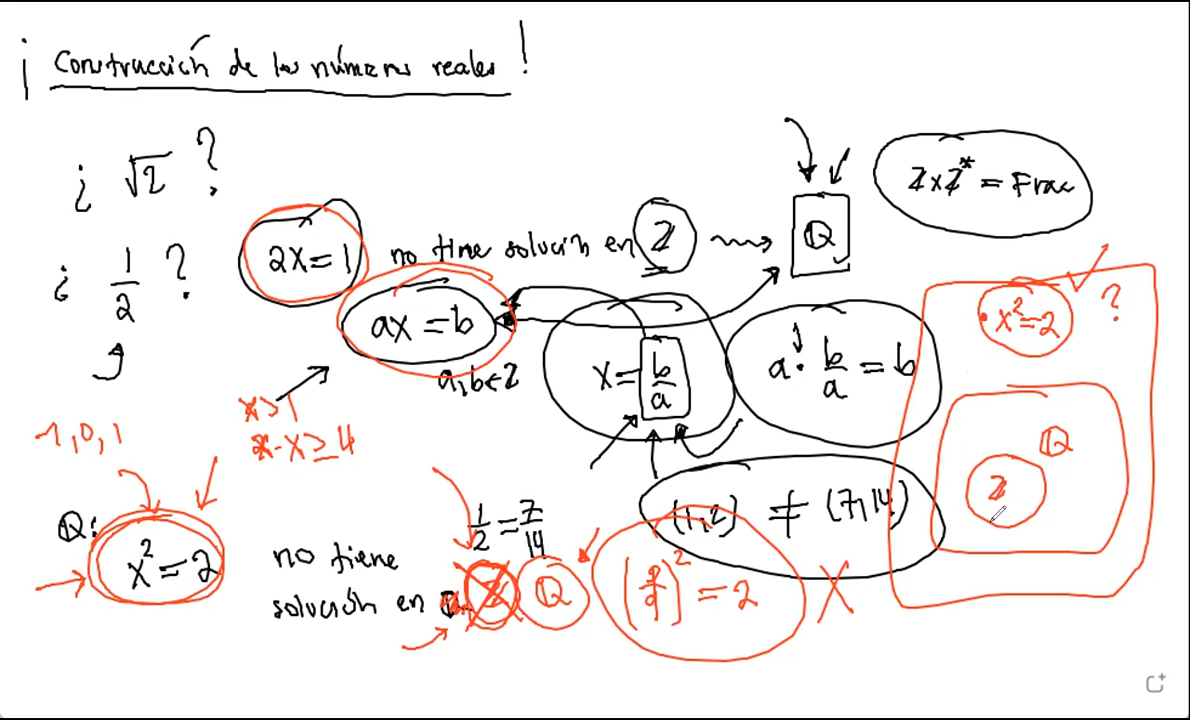 ¡ Construcción de los números reales !
¿ √2 ?
Z×Z* = Frac
2x=1 no tiene solución en Z ⇝ Q
¿ 1/2 ?
x²=2 ?
ax = b
a,b∈Z
x = b/a
a · b/a = b
x>1
x-x≥4
-1,0,1
Q
Z
Q:
x²=2
1/2 = 7/14
(1,2) ≠ (7,14)
no tiene
solución en Z Q
( )² = 2 X